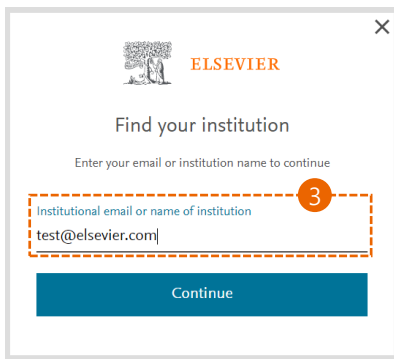 ELSEVIER
Find your institution
Enter your email or institution name to continue
3
Institutional email or name of institution
test@elsevier.com
Continue